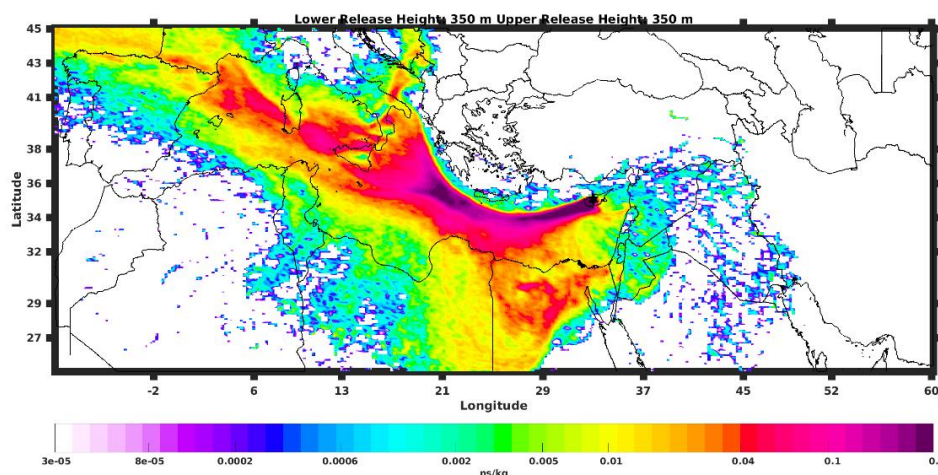 Lower Release Height: 350 m Upper Release Height: 350 m
45
43
41
38
36
34
32
29
27
Latitude
-2 6 13 21 29 37 45 52 60
Longitude
3e-05 8e-05 0.0002 0.0006 0.002 0.005 0.01 0.04 0.1 0.
ns/kg